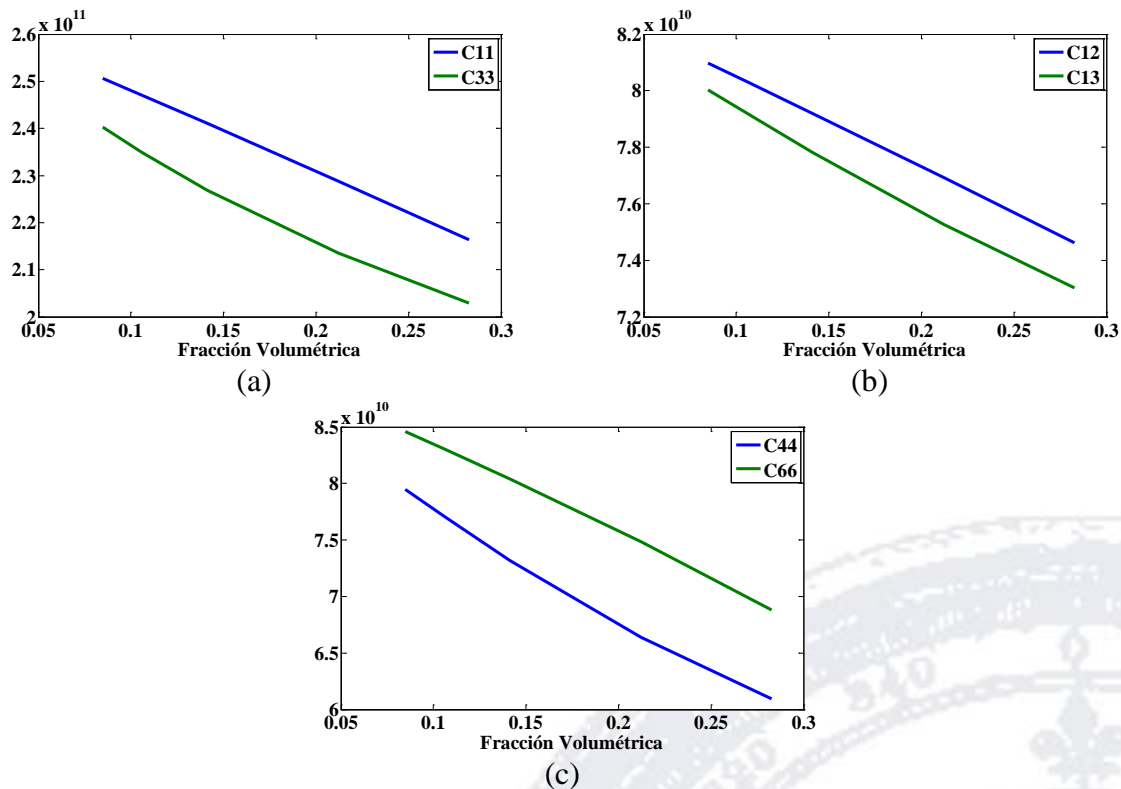 x 10^11
2.6
2.5
2.4
2.3
2.2
2.1
2
0.05 0.1 0.15 0.2 0.25 0.3
C11
C33
Fracción Volumétrica
(a)
x 10^10
8.2
8
7.8
7.6
7.4
7.2
0.05 0.1 0.15 0.2 0.25 0.3
C12
C13
Fracción Volumétrica
(b)
x 10^10
8.5
8
7.5
7
6.5
6
0.05 0.1 0.15 0.2 0.25 0.3
C44
C66
Fracción Volumétrica
(c)